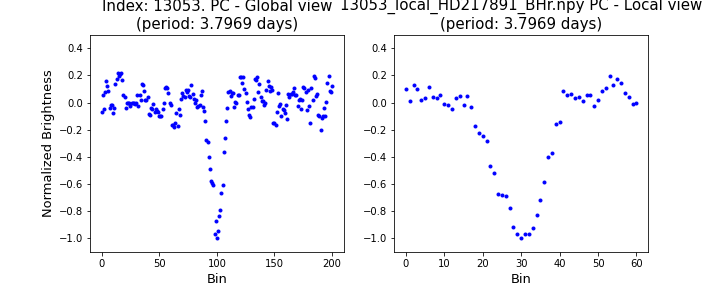 Index: 13053. PC - Global view
(period: 3.7969 days)
13053_local_HD217891_BHr.npy PC - Local view
(period: 3.7969 days)
Normalized Brightness
0.4
0.2
0.0
−0.2
−0.4
−0.6
−0.8
−1.0
0 50 100 150 200
Bin
0.4
0.2
0.0
−0.2
−0.4
−0.6
−0.8
−1.0
0 10 20 30 40 50 60
Bin